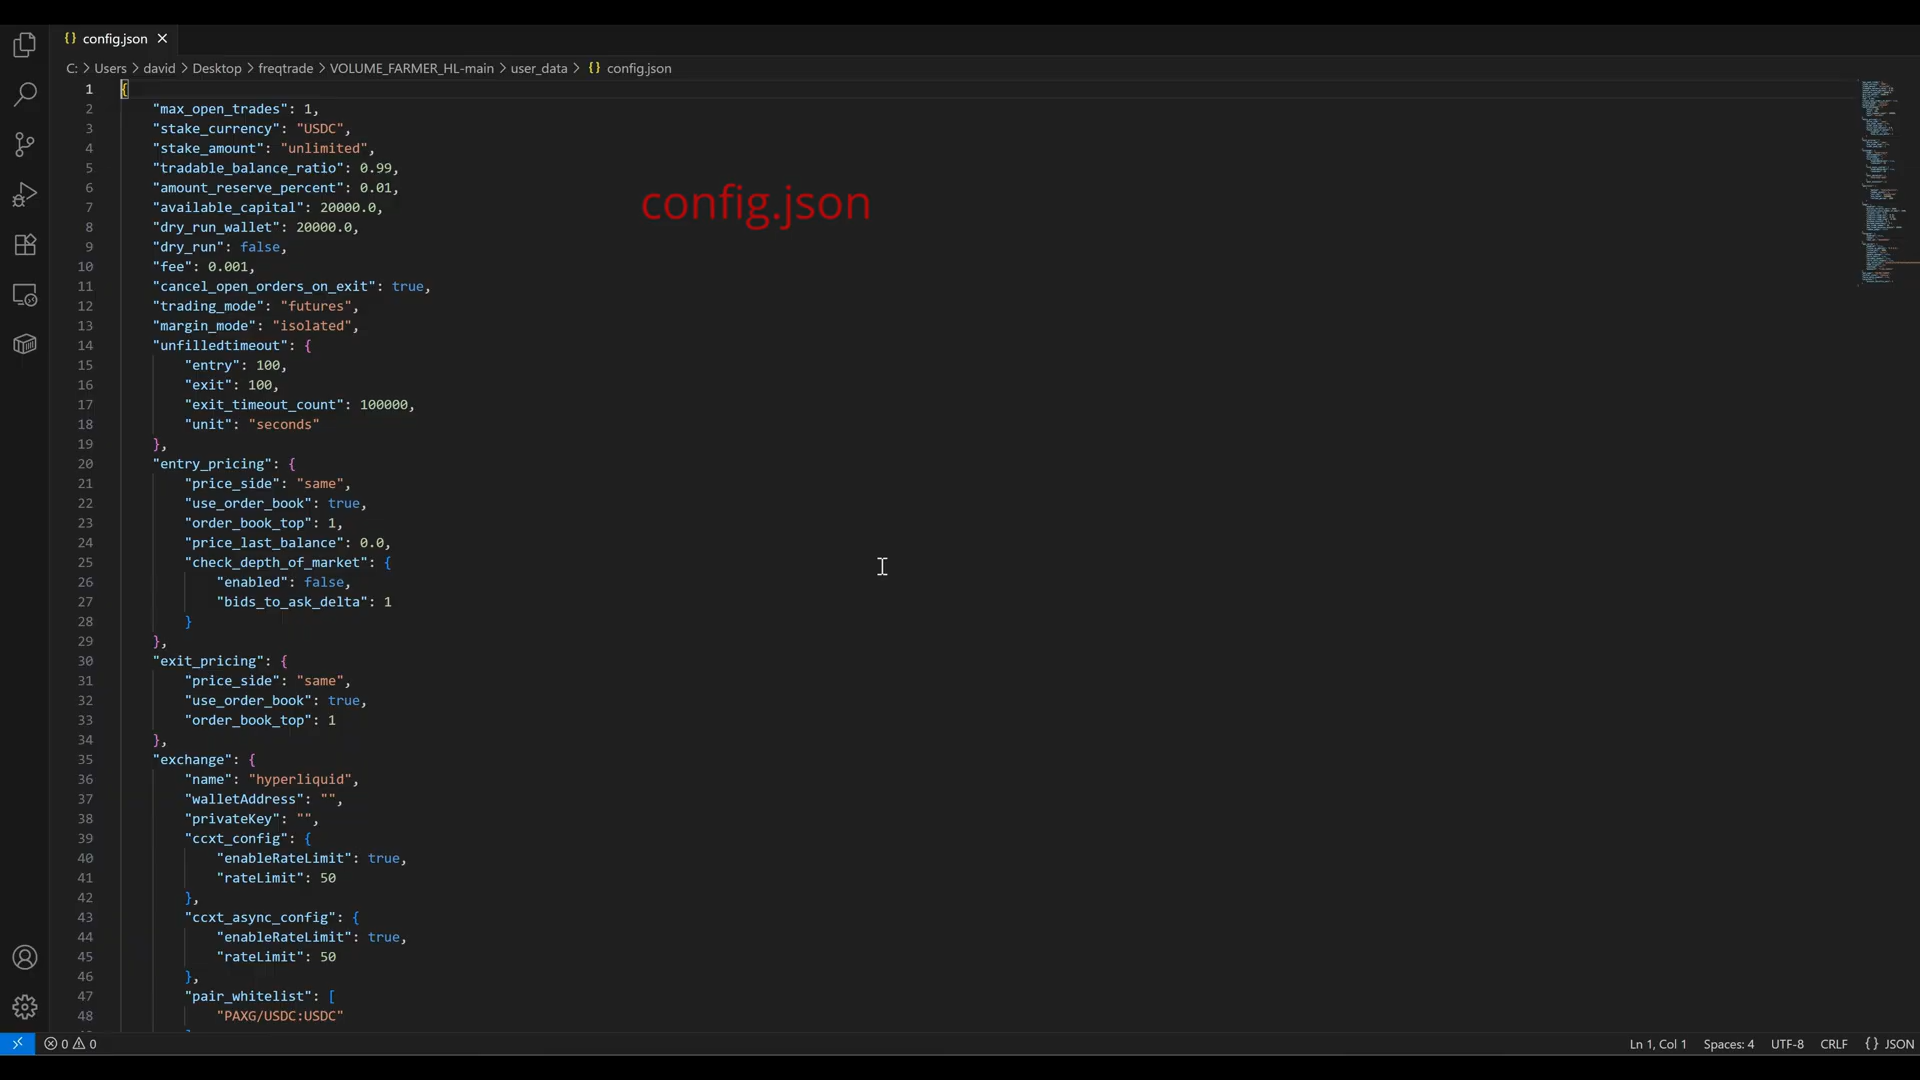 config.json
C: > Users > david > Desktop > freqtrade > VOLUME_FARMER_HL-main > user_data > {} config.json
1 {
2 "max_open_trades": 1,
3 "stake_currency": "USDC",
4 "stake_amount": "unlimited",
5 "tradable_balance_ratio": 0.99,
6 "amount_reserve_percent": 0.01,
7 "available_capital": 20000.0,
8 "dry_run_wallet": 20000.0,
9 "dry_run": false,
10 "fee": 0.001,
11 "cancel_open_orders_on_exit": true,
12 "trading_mode": "futures",
13 "margin_mode": "isolated",
14 "unfilledtimeout": {
15 "entry": 100,
16 "exit": 100,
17 "exit_timeout_count": 100000,
18 "unit": "seconds"
19 },
20 "entry_pricing": {
21 "price_side": "same",
22 "use_order_book": true,
23 "order_book_top": 1,
24 "price_last_balance": 0.0,
25 "check_depth_of_market": {
26 "enabled": false,
27 "bids_to_ask_delta": 1
28 }
29 },
30 "exit_pricing": {
31 "price_side": "same",
32 "use_order_book": true,
33 "order_book_top": 1
34 },
35 "exchange": {
36 "name": "hyperliquid",
37 "walletAddress": "",
38 "privateKey": "",
39 "ccxt_config": {
40 "enableRateLimit": true,
41 "rateLimit": 50
42 },
43 "ccxt_async_config": {
44 "enableRateLimit": true,
45 "rateLimit": 50
46 },
47 "pair_whitelist": [
48 "PAXG/USDC:USDC"
config.json
0 0
Ln 1, Col 1 Spaces: 4 UTF-8 CRLF {} JSON